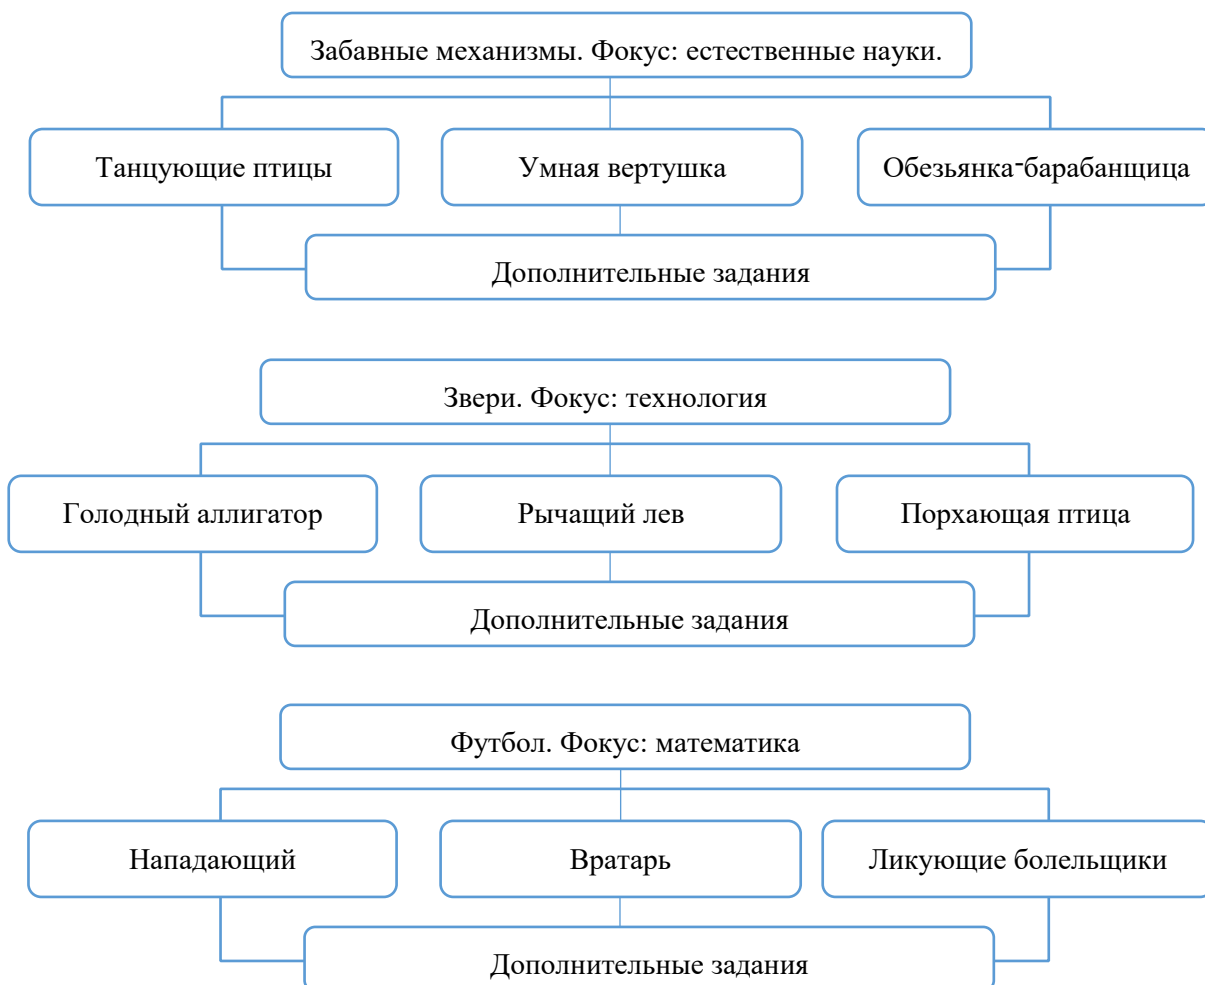 Забавные механизмы. Фокус: естественные науки.
Танцующие птицы
Умная вертушка
Обезьянка-барабанщица
Дополнительные задания
Звери. Фокус: технология
Голодный аллигатор
Рычащий лев
Порхающая птица
Дополнительные задания
Футбол. Фокус: математика
Нападающий
Вратарь
Ликующие болельщики
Дополнительные задания